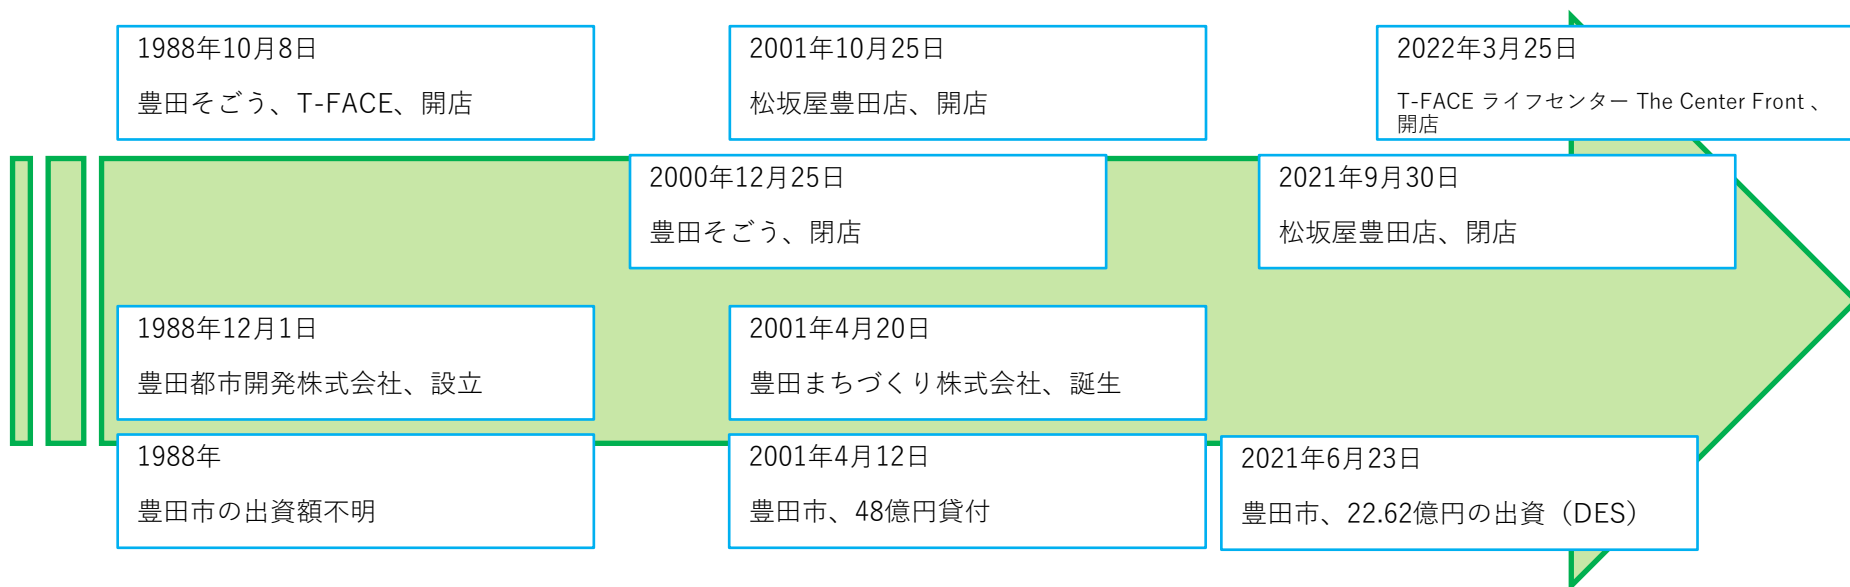 1988年10月8日
豊田そごう、T-FACE、開店
2001年10月25日
松坂屋豊田店、開店
2022年3月25日
T-FACE ライフセンター The Center Front 、
開店
2000年12月25日
豊田そごう、閉店
2021年9月30日
松坂屋豊田店、閉店
1988年12月1日
豊田都市開発株式会社、設立
2001年4月20日
豊田まちづくり株式会社、誕生
1988年
豊田市の出資額不明
2001年4月12日
豊田市、48億円貸付
2021年6月23日
豊田市、22.62億円の出資（DES）